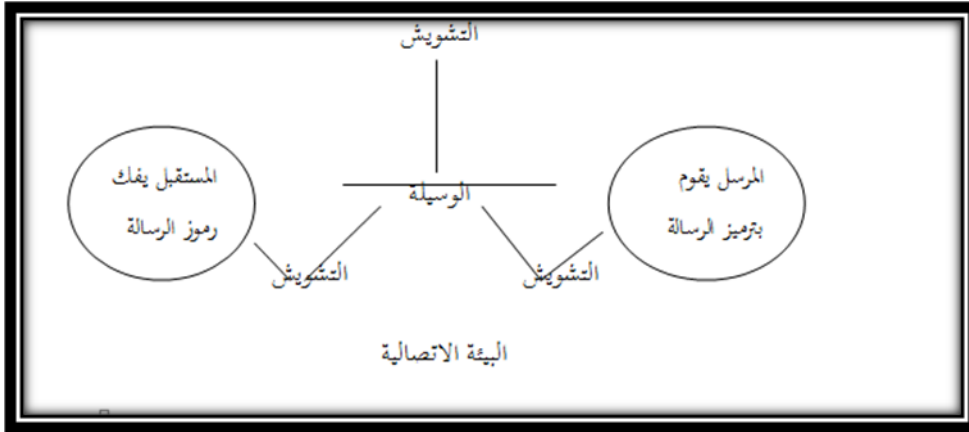 التشويش
المرسل يقوم
بترميز الرسالة
الوسيلة
المستقبل يفك
رموز الرسالة
التشويش
التشويش
البيئة الاتصالية